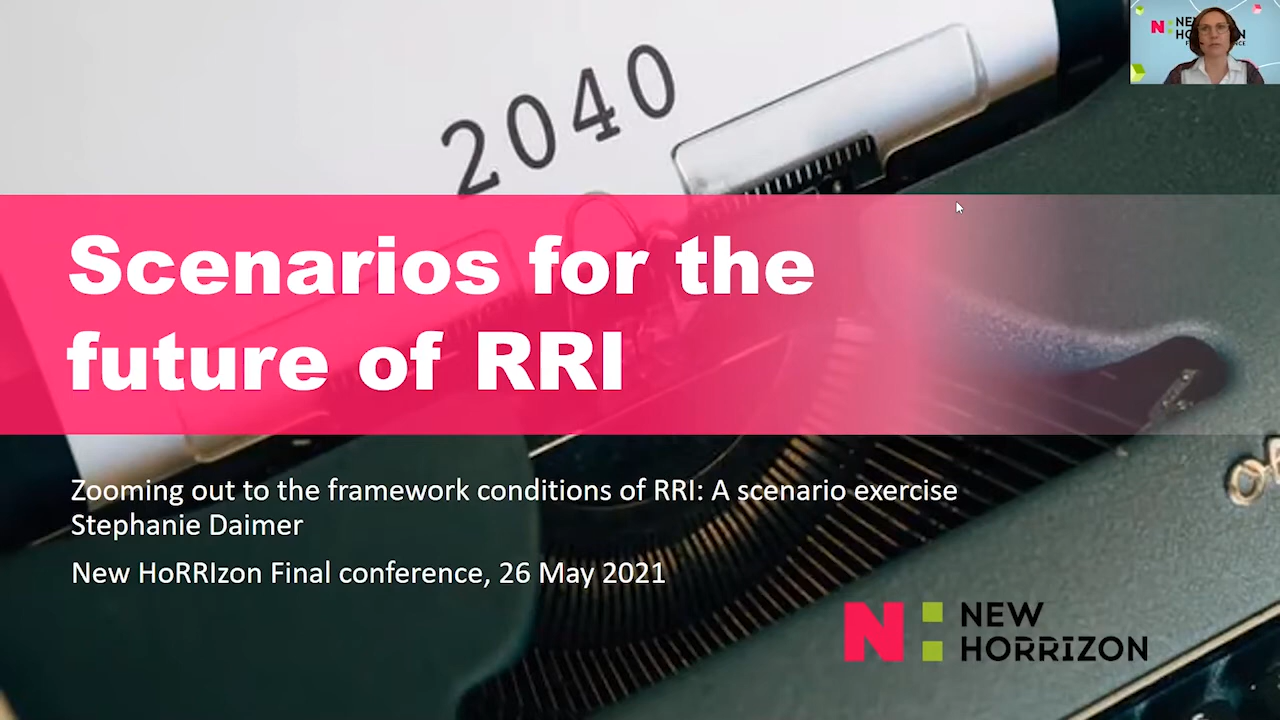 2040
Scenarios for the
future of RRI
Zooming out to the framework conditions of RRI: A scenario exercise
Stephanie Daimer
New HoRRIzon Final conference, 26 May 2021
N:
NEW
HORRIZON